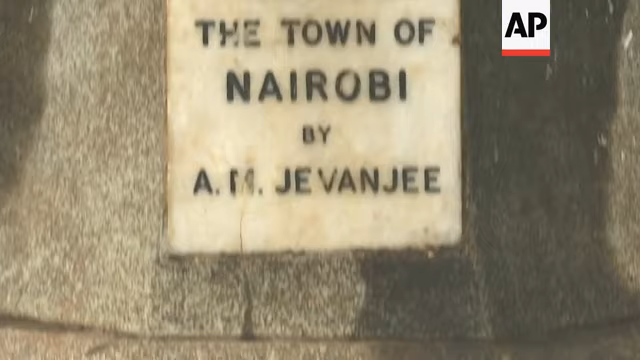 AP
THE TOWN OF
NAIROBI
BY
A. M. JEVANJEE